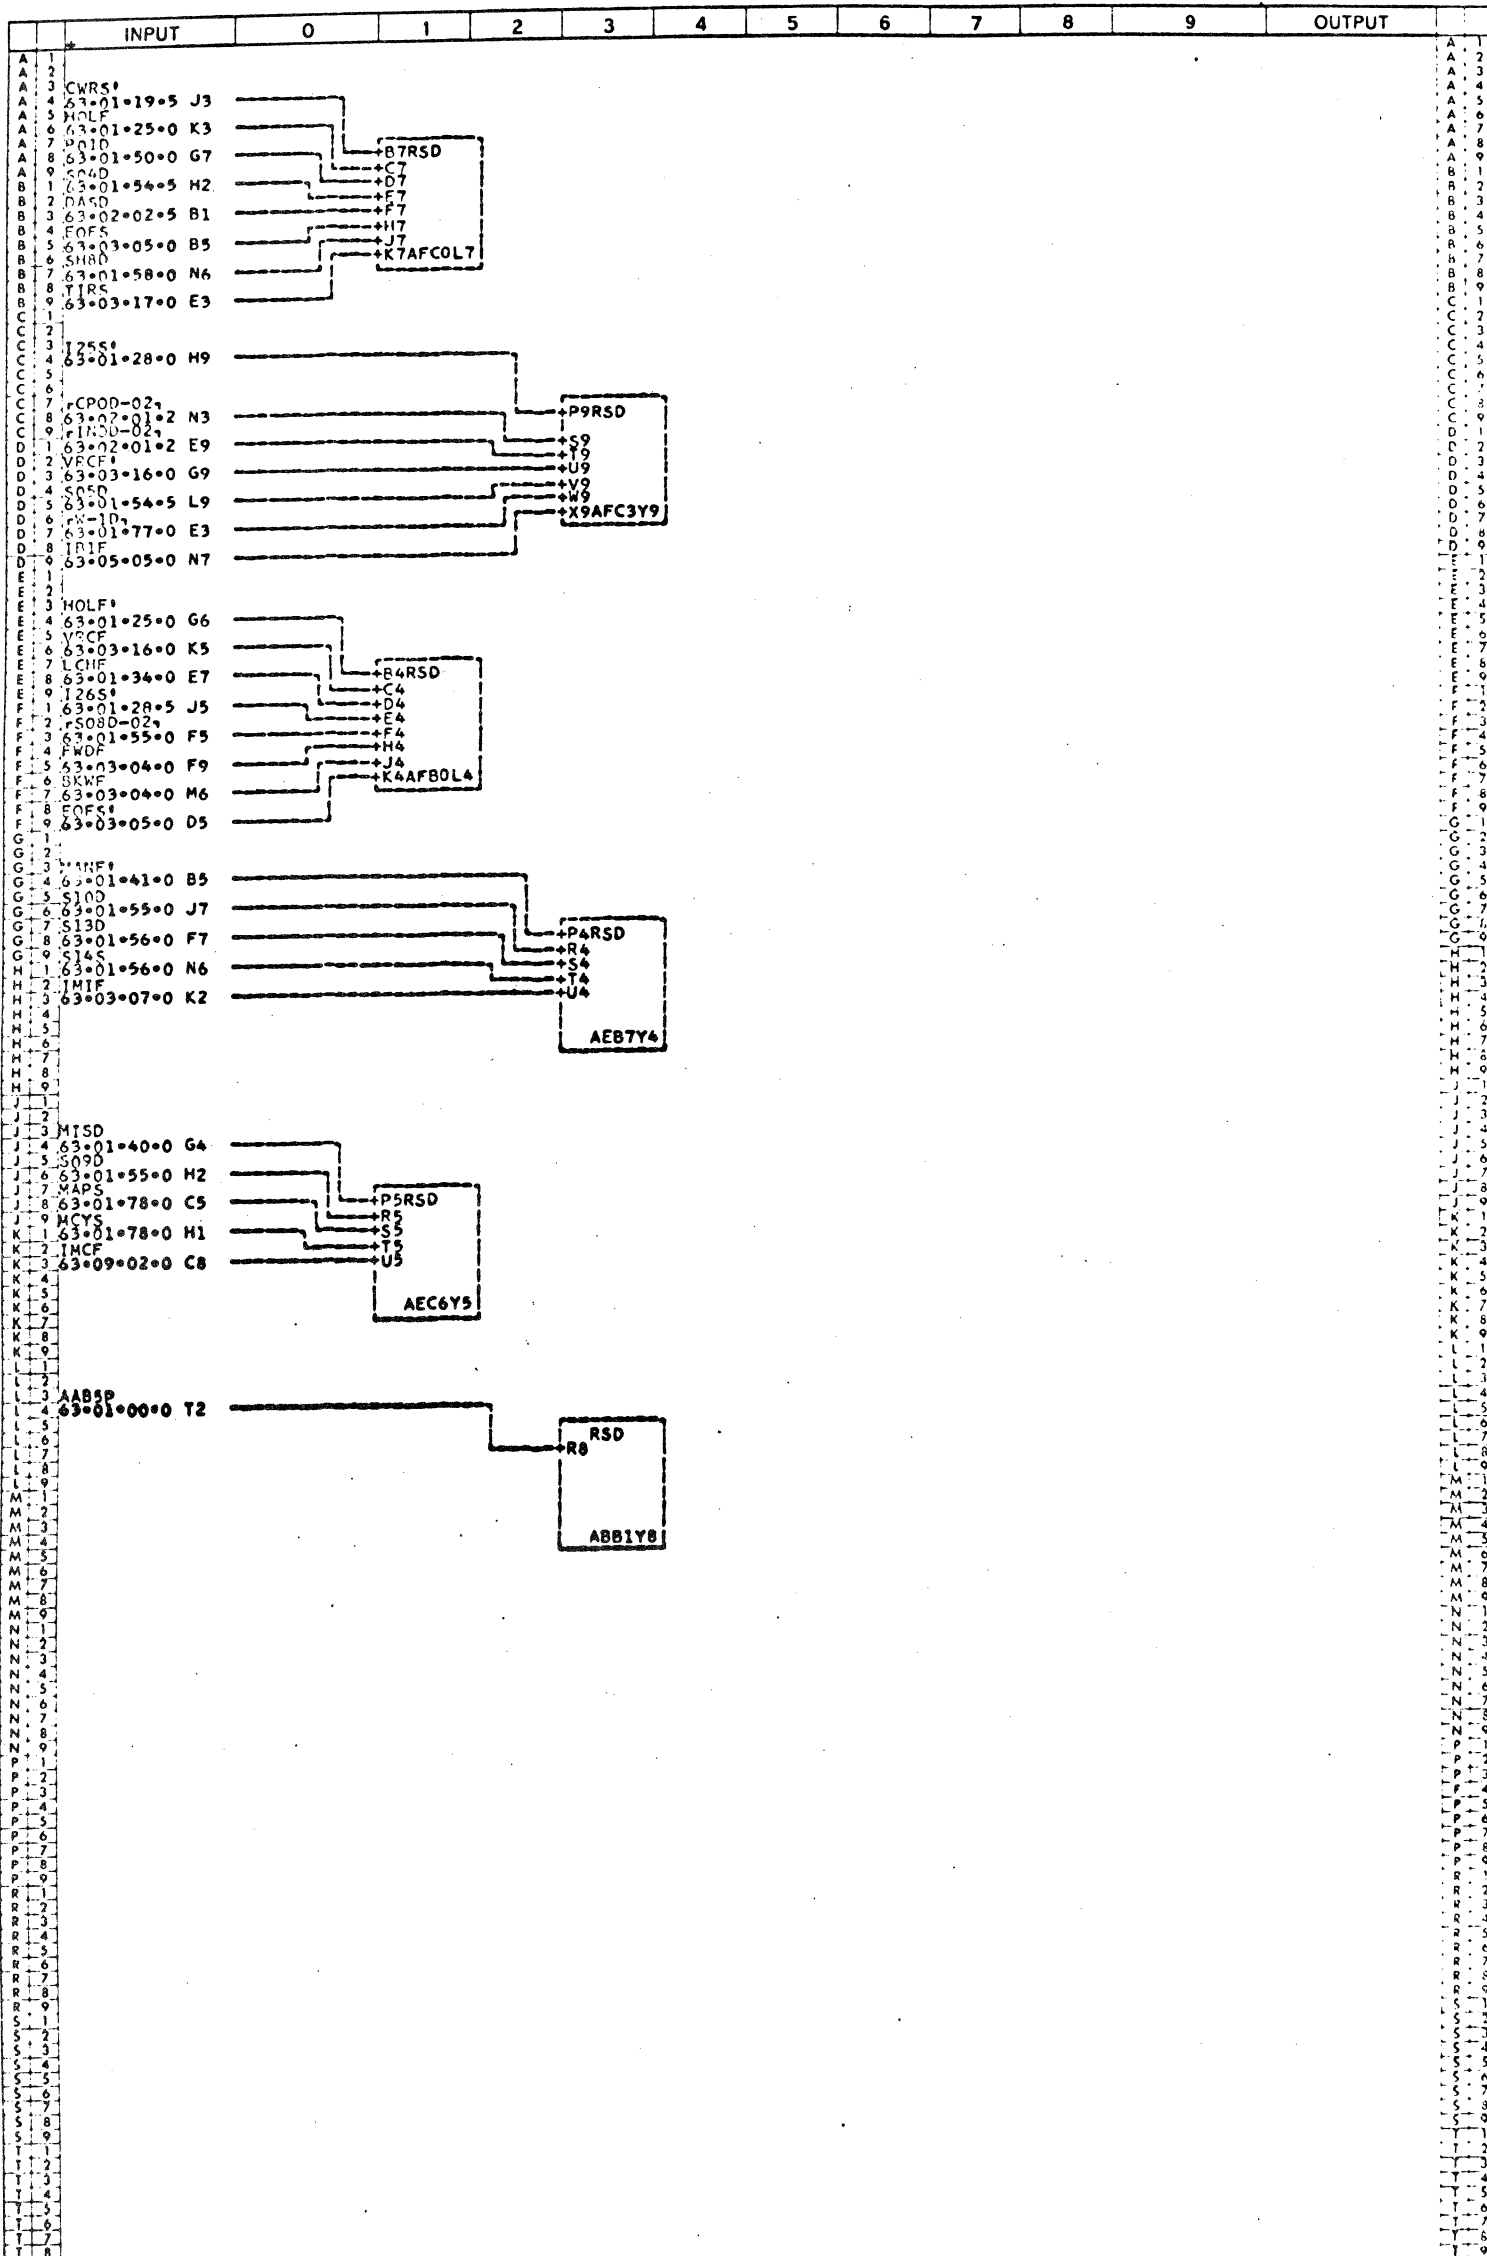 INPUT 0 1 2 3 4 5 6 7 8 9 OUTPUT
CWRS'
63•01•19•5 J3
HOLF
63•01•25•0 K3
P01D
63•01•50•0 G7
S04D
63•01•54•5 H2
DASD
63•02•02•5 B1
EOFS
63•03•05•0 B5
SH8D
63•01•58•0 N6
TIRS
63•03•17•0 E3
+B7RSD
+C7
+D7
+E7
+F7
+H7
+J7
+K7AFC0L7
I25S'
63•01•28•0 H9
CPOD-02
63•02•01•2 N3
63•02•01•2 E9
VRCF'
63•03•16•0 G9
S05D
63•01•54•5 L9
W-1D
63•01•77•0 E3
63•05•05•0 N7
+P9RSD
+S9
+T9
+U9
+V9
+W9
+X9AFC3Y9
HOLF'
63•01•25•0 G6
VRCF
63•03•16•0 K5
LCHF
63•01•34•0 E7
I26S'
63•01•28•5 J5
S08D-02
63•01•55•0 F5
FWDF
63•03•04•0 F9
BKWF
63•03•04•0 M6
EOFS'
63•03•05•0 D5
+B4RSD
+C4
+D4
+E4
+F4
+H4
+J4
+K4AFB0L4
MANF'
63•01•41•0 B5
S10D
63•01•55•0 J7
S13D
63•01•56•0 F7
S14S
63•01•56•0 N6
IMIF
63•03•07•0 K2
+P4RSD
+R4
+S4
+T4
+U4
AEB7Y4
MISD
63•01•40•0 G4
S09D
63•01•55•0 H2
MAPS
63•01•78•0 C5
MCYS
63•01•78•0 H1
IMCF
63•09•02•0 C8
+P5RSD
+R5
+S5
+T5
+U5
AEC6Y5
AAB5P
63•01•00•0 T2
RSD
+R8
ABB1Y8